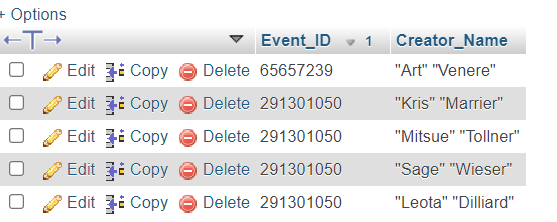 + Options
←T→ Event_ID 1 Creator_Name
Edit Copy Delete 65657239 "Art" "Venere"
Edit Copy Delete 291301050 "Kris" "Marrier"
Edit Copy Delete 291301050 "Mitsue" "Tollner"
Edit Copy Delete 291301050 "Sage" "Wieser"
Edit Copy Delete 291301050 "Leota" "Dilliard"